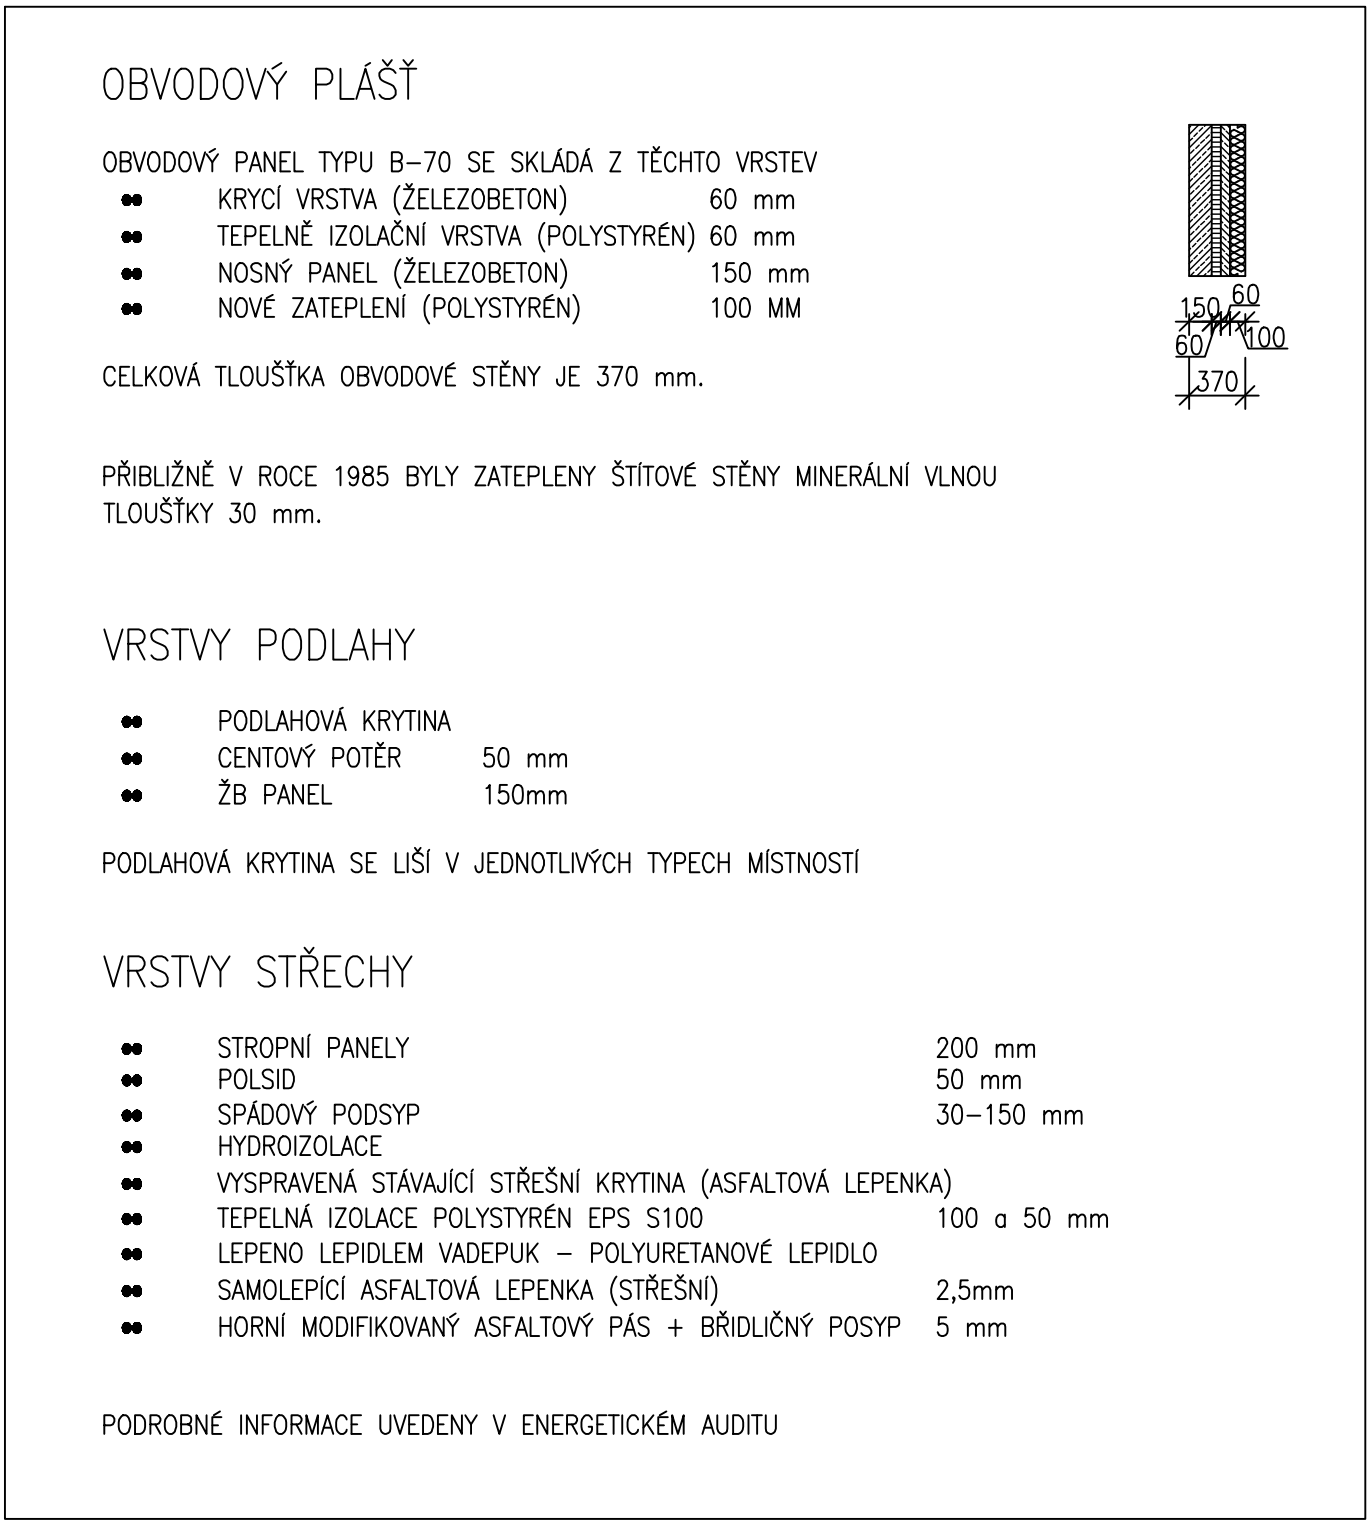 OBVODOVÝ PLÁŠŤ
OBVODOVÝ PANEL TYPU B-70 SE SKLÁDÁ Z TĚCHTO VRSTEV
KRYCÍ VRSTVA (ŽELEZOBETON) 60 mm
TEPELNĚ IZOLAČNÍ VRSTVA (POLYSTYRÉN) 60 mm
NOSNÝ PANEL (ŽELEZOBETON) 150 mm
NOVÉ ZATEPLENÍ (POLYSTYRÉN) 100 MM
150 60
60 100
370
CELKOVÁ TLOUŠŤKA OBVODOVÉ STĚNY JE 370 mm.
PŘIBLIŽNĚ V ROCE 1985 BYLY ZATEPLENY ŠTÍTOVÉ STĚNY MINERÁLNÍ VLNOU
TLOUŠŤKY 30 mm.
VRSTVY PODLAHY
PODLAHOVÁ KRYTINA
CENTOVÝ POTĚR 50 mm
ŽB PANEL 150mm
PODLAHOVÁ KRYTINA SE LIŠÍ V JEDNOTLIVÝCH TYPECH MÍSTNOSTÍ
VRSTVY STŘECHY
STROPNÍ PANELY 200 mm
POLSID 50 mm
SPÁDOVÝ PODSYP 30-150 mm
HYDROIZOLACE
VYSPRAVENÁ STÁVAJÍCÍ STŘEŠNÍ KRYTINA (ASFALTOVÁ LEPENKA)
TEPELNÁ IZOLACE POLYSTYRÉN EPS S100 100 a 50 mm
LEPENO LEPIDLEM VADEPUK – POLYURETANOVÉ LEPIDLO
SAMOLEPÍCÍ ASFALTOVÁ LEPENKA (STŘEŠNÍ) 2,5mm
HORNÍ MODIFIKOVANÝ ASFALTOVÝ PÁS + BŘIDLIČNÝ POSYP 5 mm
PODROBNÉ INFORMACE UVEDENY V ENERGETICKÉM AUDITU